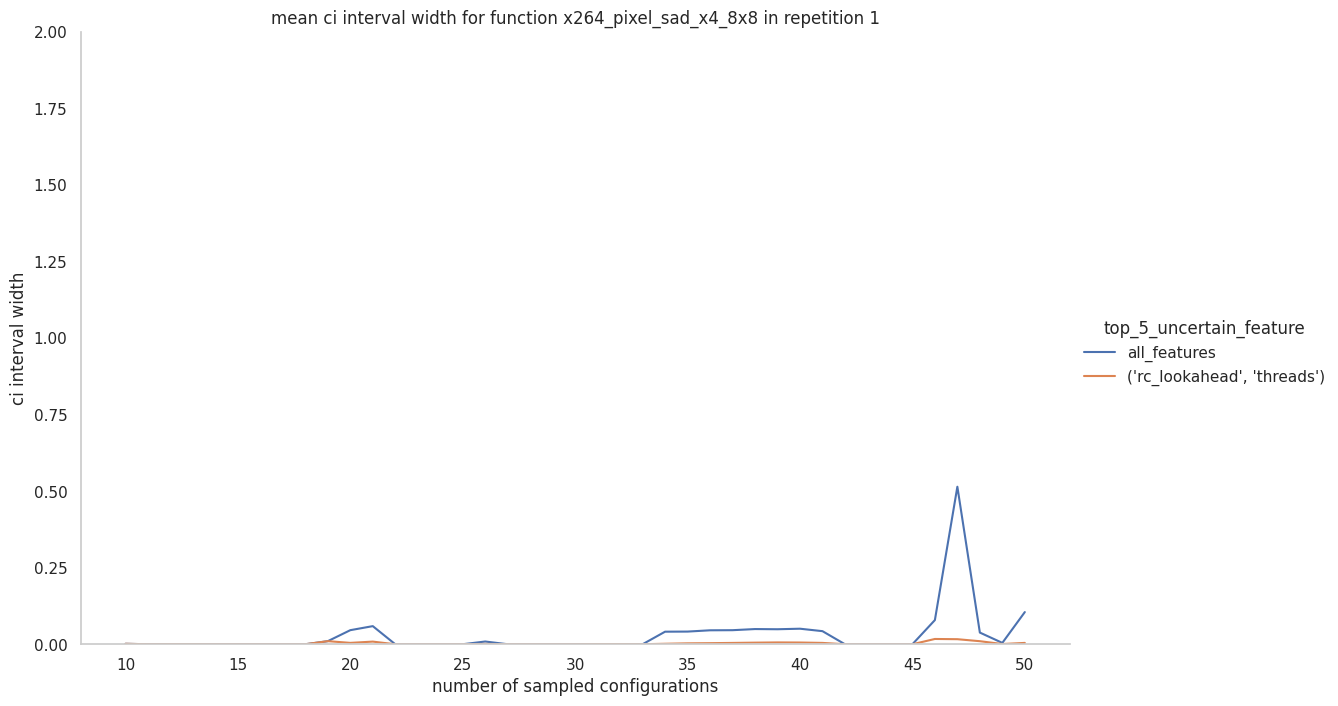 mean ci interval width for function x264_pixel_sad_x4_8x8 in repetition 1
2.00
1.75
1.50
1.25
1.00
0.75
0.50
0.25
0.00
ci interval width
10 15 20 25 30 35 40 45 50
number of sampled configurations
top_5_uncertain_feature
all_features
('rc_lookahead', 'threads')